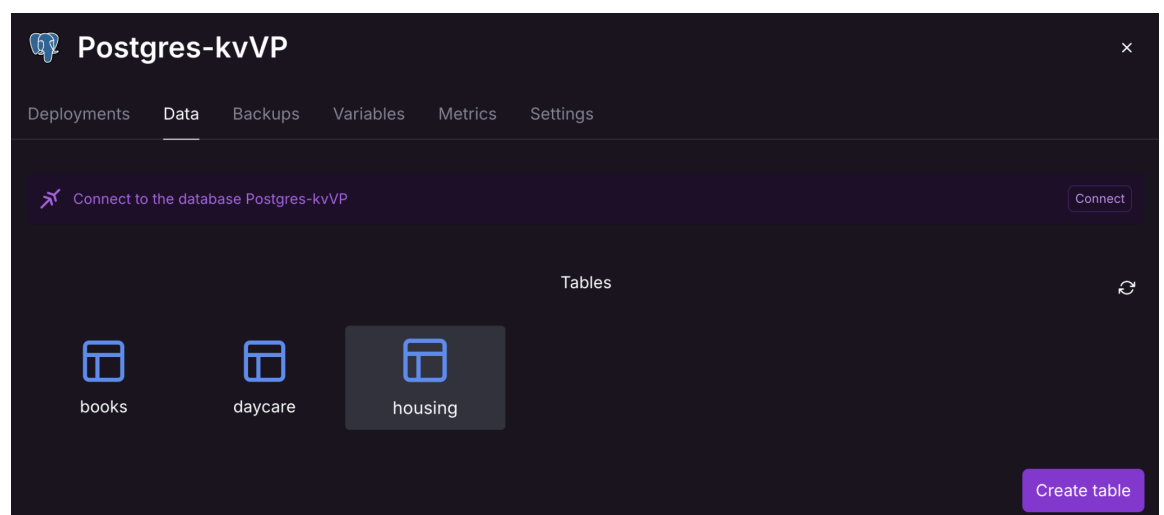 Postgres-kvVP
Deployments Data Backups Variables Metrics Settings
Connect to the database Postgres-kvVP Connect
Tables
books daycare housing
Create table